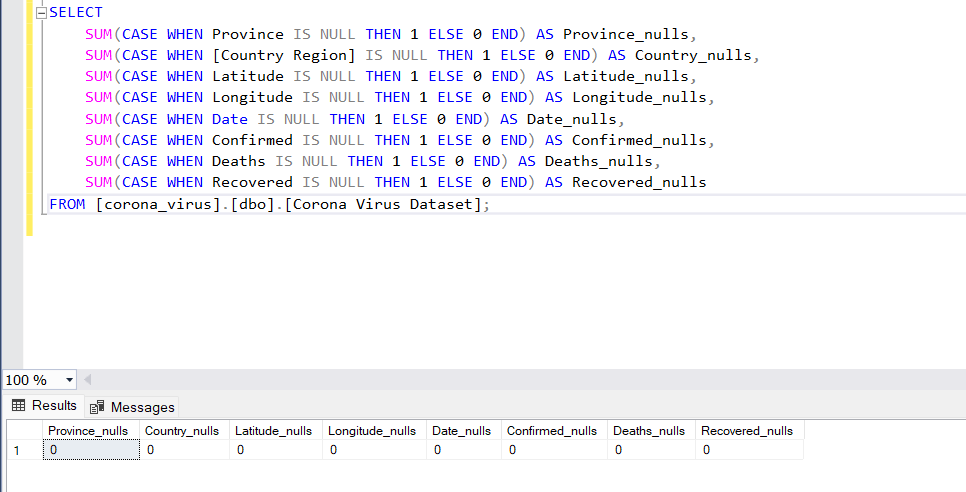 SELECT
SUM(CASE WHEN Province IS NULL THEN 1 ELSE 0 END) AS Province_nulls,
SUM(CASE WHEN [Country Region] IS NULL THEN 1 ELSE 0 END) AS Country_nulls,
SUM(CASE WHEN Latitude IS NULL THEN 1 ELSE 0 END) AS Latitude_nulls,
SUM(CASE WHEN Longitude IS NULL THEN 1 ELSE 0 END) AS Longitude_nulls,
SUM(CASE WHEN Date IS NULL THEN 1 ELSE 0 END) AS Date_nulls,
SUM(CASE WHEN Confirmed IS NULL THEN 1 ELSE 0 END) AS Confirmed_nulls,
SUM(CASE WHEN Deaths IS NULL THEN 1 ELSE 0 END) AS Deaths_nulls,
SUM(CASE WHEN Recovered IS NULL THEN 1 ELSE 0 END) AS Recovered_nulls
FROM [corona_virus].[dbo].[Corona Virus Dataset];
100 %
Results Messages
Province_nulls Country_nulls Latitude_nulls Longitude_nulls Date_nulls Confirmed_nulls Deaths_nulls Recovered_nulls
1 0 0 0 0 0 0 0 0